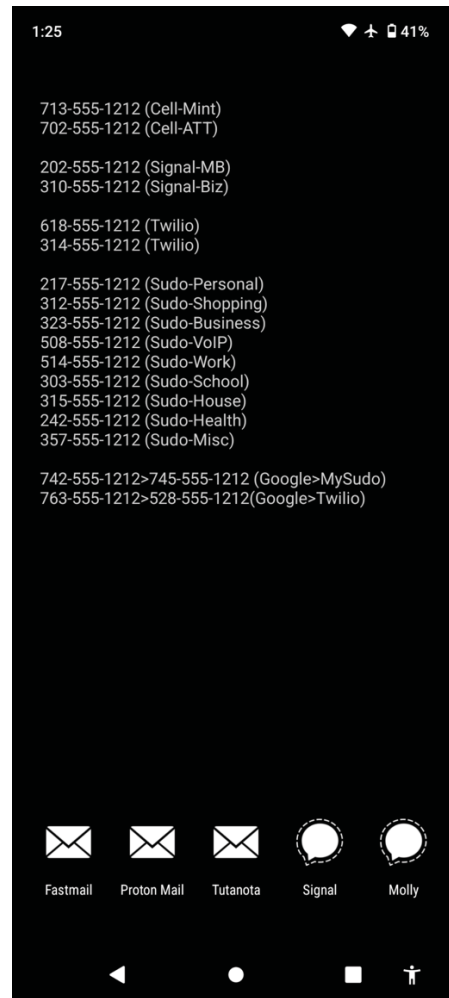 1:25 41%
713-555-1212 (Cell-Mint)
702-555-1212 (Cell-ATT)
202-555-1212 (Signal-MB)
310-555-1212 (Signal-Biz)
618-555-1212 (Twilio)
314-555-1212 (Twilio)
217-555-1212 (Sudo-Personal)
312-555-1212 (Sudo-Shopping)
323-555-1212 (Sudo-Business)
508-555-1212 (Sudo-VoIP)
514-555-1212 (Sudo-Work)
303-555-1212 (Sudo-School)
315-555-1212 (Sudo-House)
242-555-1212 (Sudo-Health)
357-555-1212 (Sudo-Misc)
742-555-1212>745-555-1212 (Google>MySudo)
763-555-1212>528-555-1212(Google>Twilio)
Fastmail Proton Mail Tutanota Signal Molly